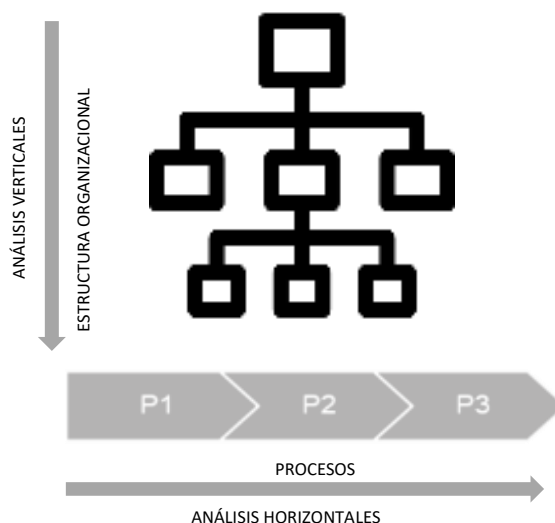 ANÁLISIS VERTICALES
ESTRUCTURA ORGANIZACIONAL
P1
P2
P3
PROCESOS
ANÁLISIS HORIZONTALES